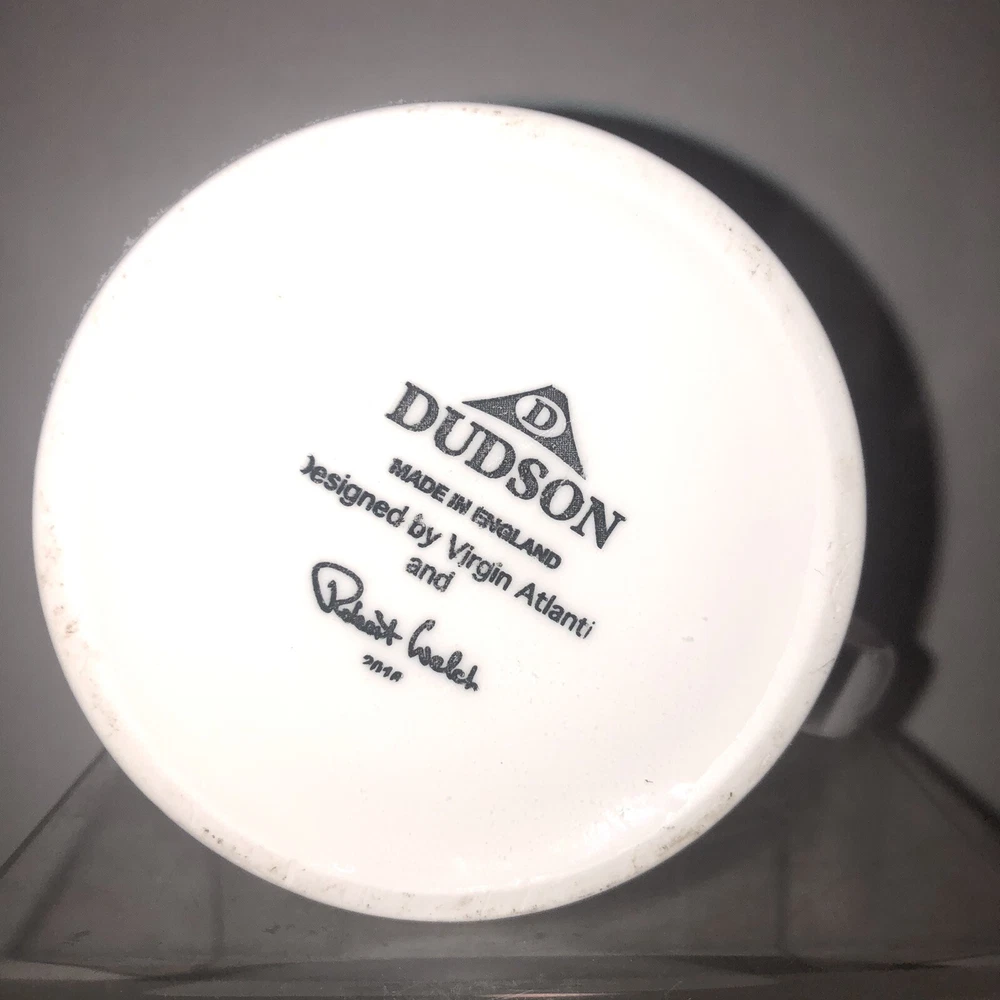 D
DUDSON
MADE IN ENGLAND
Designed by Virgin Atlanti
and
Robert Welch